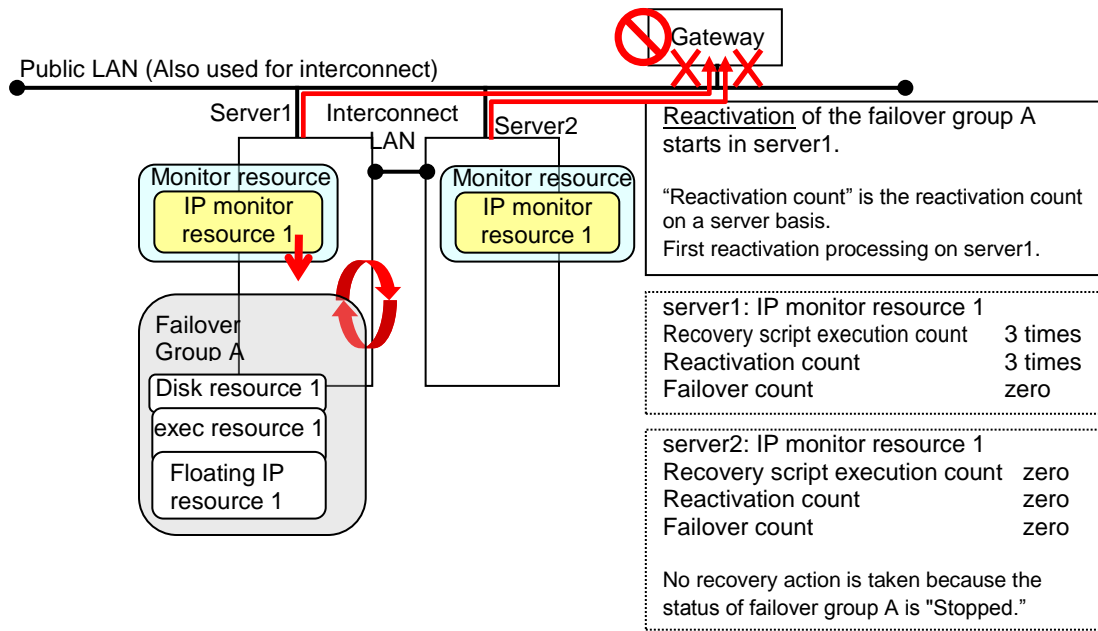 Gateway
Public LAN (Also used for interconnect)
Server1
Interconnect
LAN
Server2
Monitor resource
IP monitor
resource 1
Monitor resource
IP monitor
resource 1
Failover
Group A
Disk resource 1
exec resource 1
Floating IP
resource 1
Reactivation of the failover group A
starts in server1.
“Reactivation count” is the reactivation count
on a server basis.
First reactivation processing on server1.
server1: IP monitor resource 1
Recovery script execution count 3 times
Reactivation count 3 times
Failover count zero
server2: IP monitor resource 1
Recovery script execution count zero
Reactivation count zero
Failover count zero
No recovery action is taken because the
status of failover group A is "Stopped.”